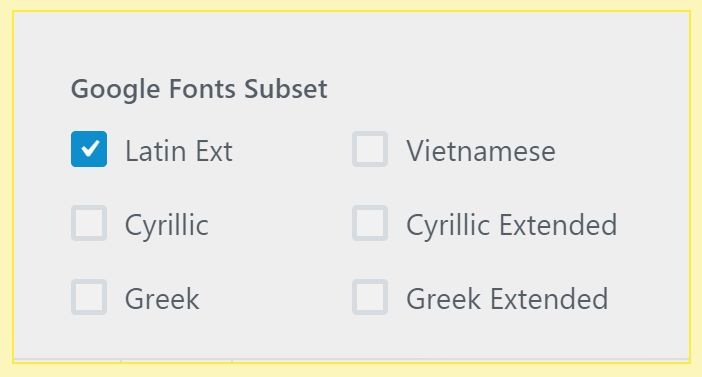 Google Fonts Subset
Latin Ext
Vietnamese
Cyrillic
Cyrillic Extended
Greek
Greek Extended